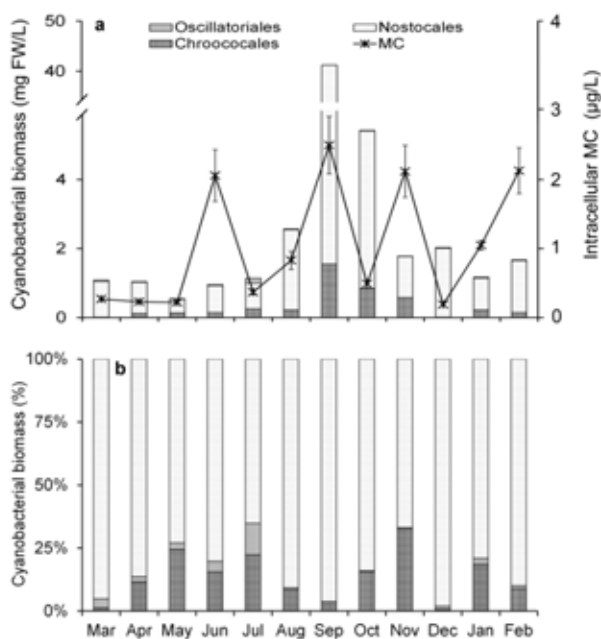 50
40
4
2
0
Cyanobacterial biomass (mg FW/L)
a
Oscillatoriales
Nostocales
Chroococales
MC
4
3
2
1
0
Intracellular MC (µg/L)
100%
75%
50%
25%
0%
Cyanobacterial biomass (%)
b
Mar Apr May Jun Jul Aug Sep Oct Nov Dec Jan Feb